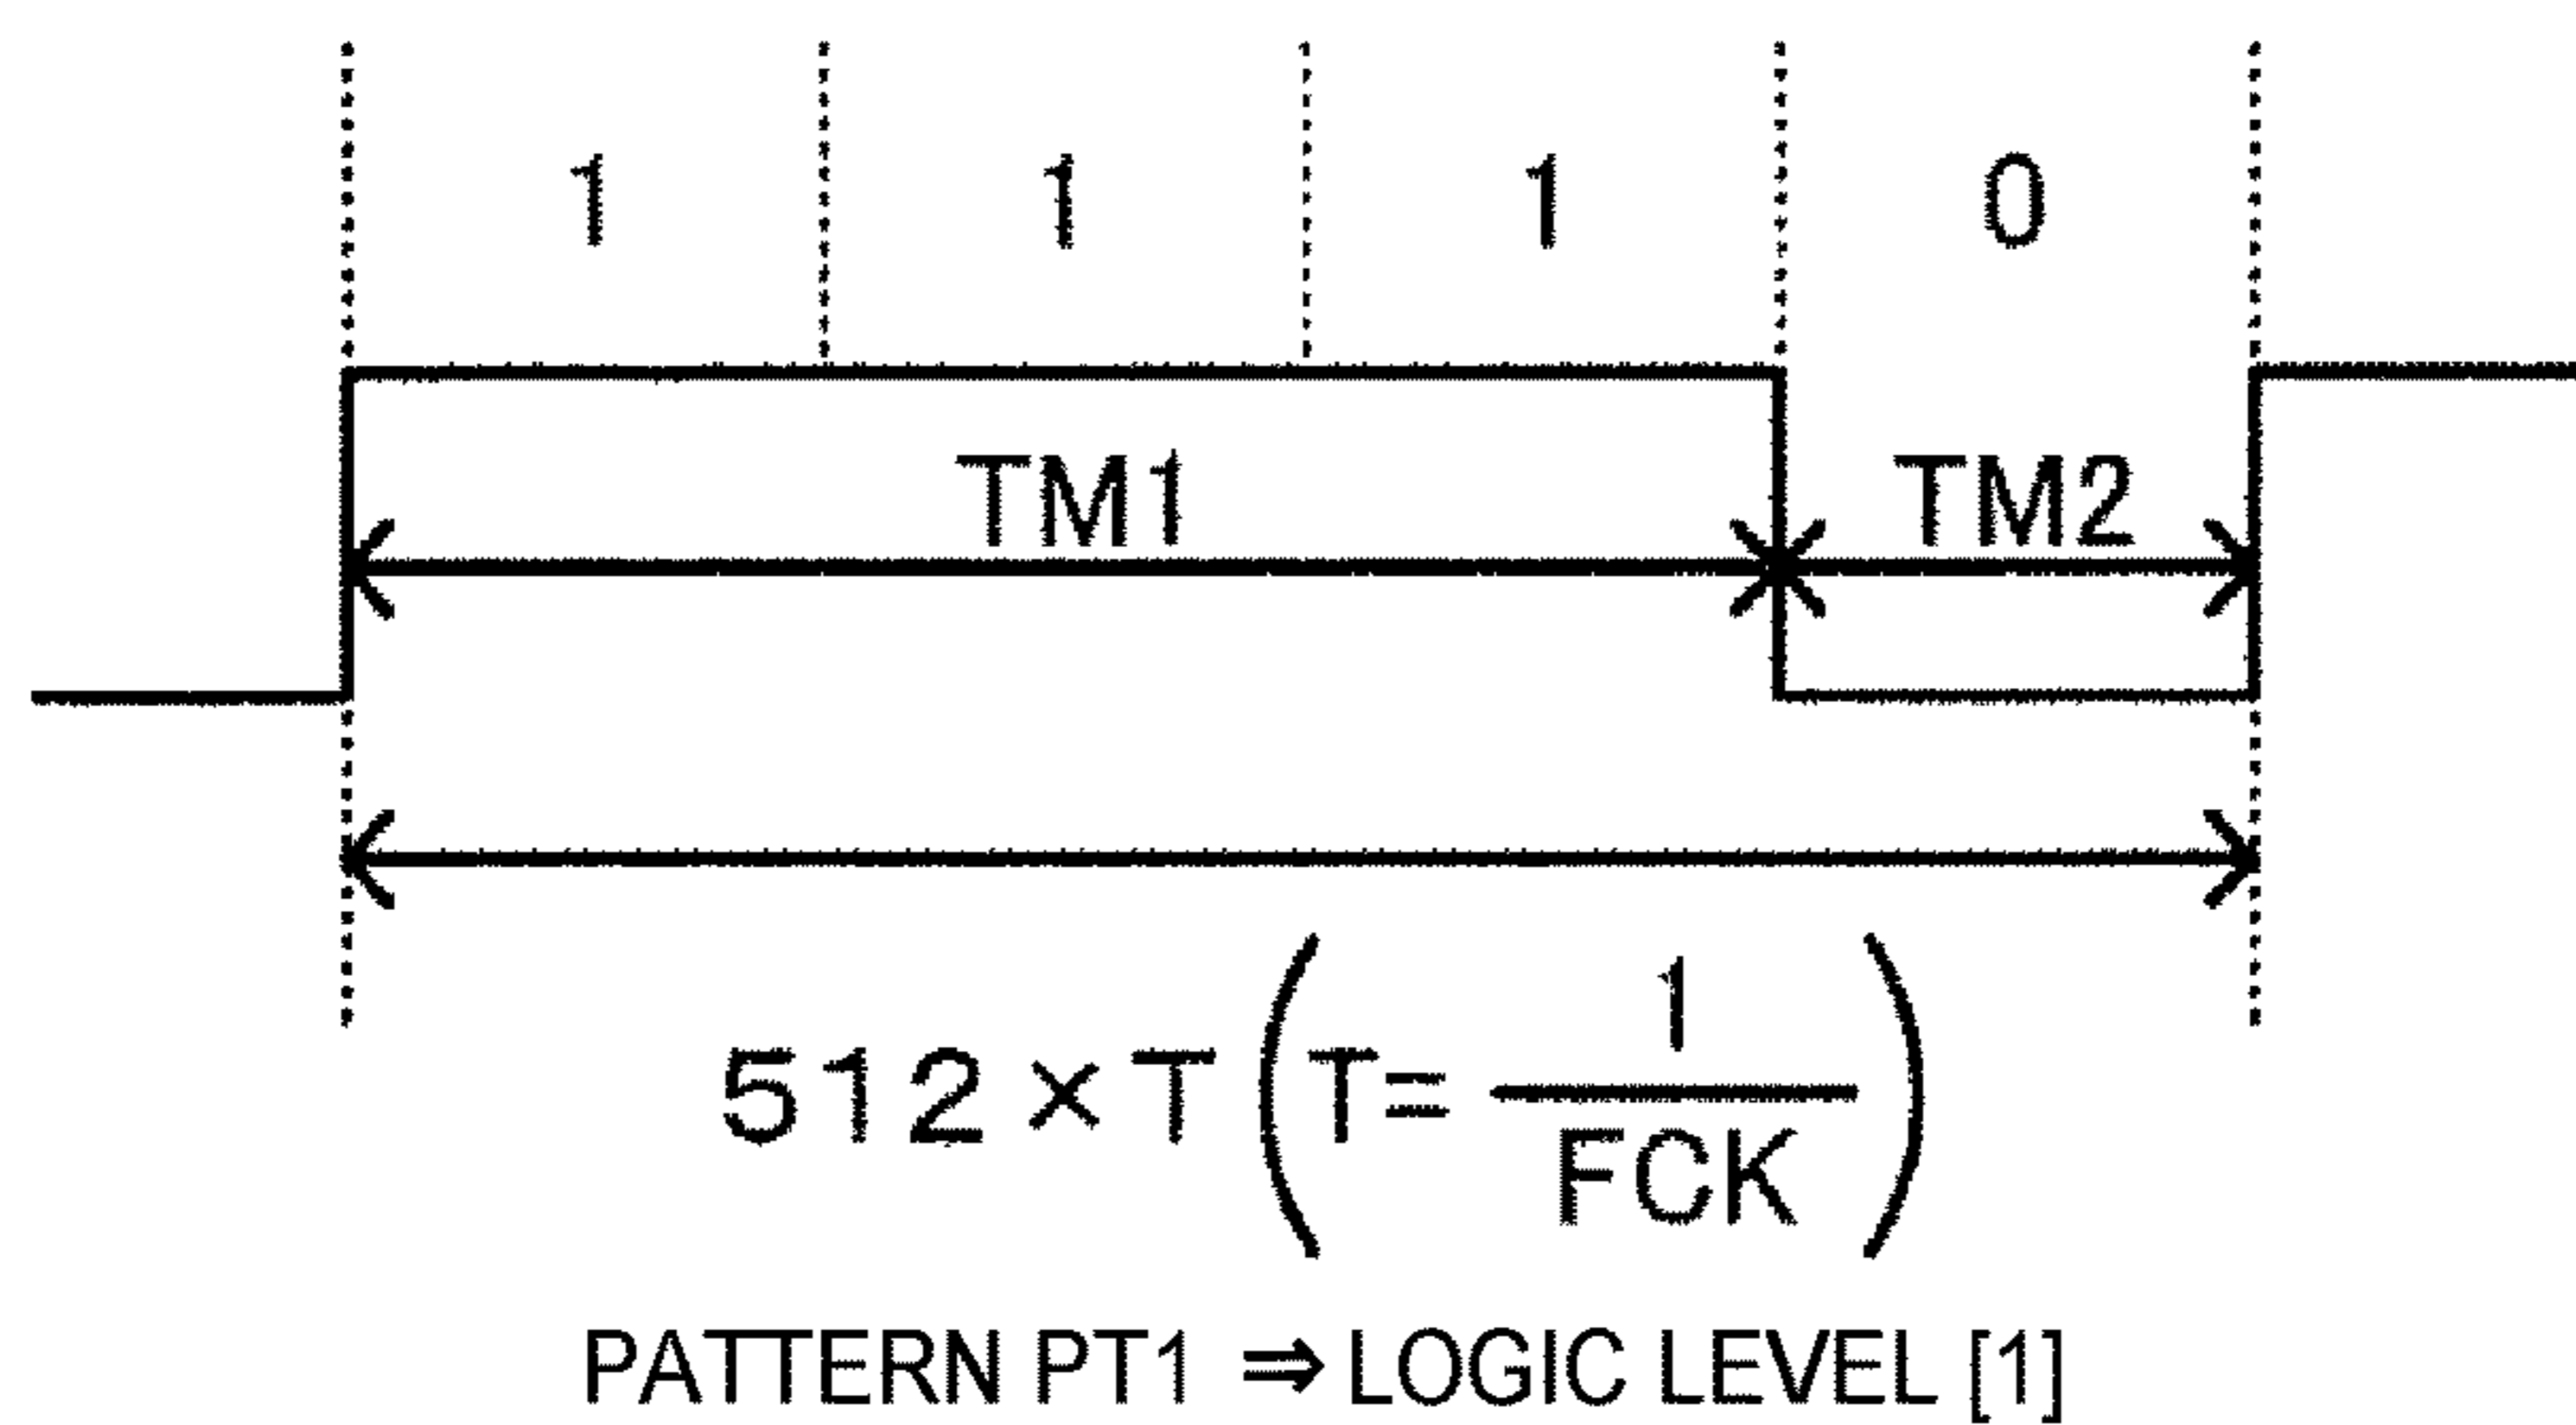 1 1 1 0
TM1 TM2
512 × T ( T = 1 / FCK )
PATTERN PT1 ⇒ LOGIC LEVEL [1]